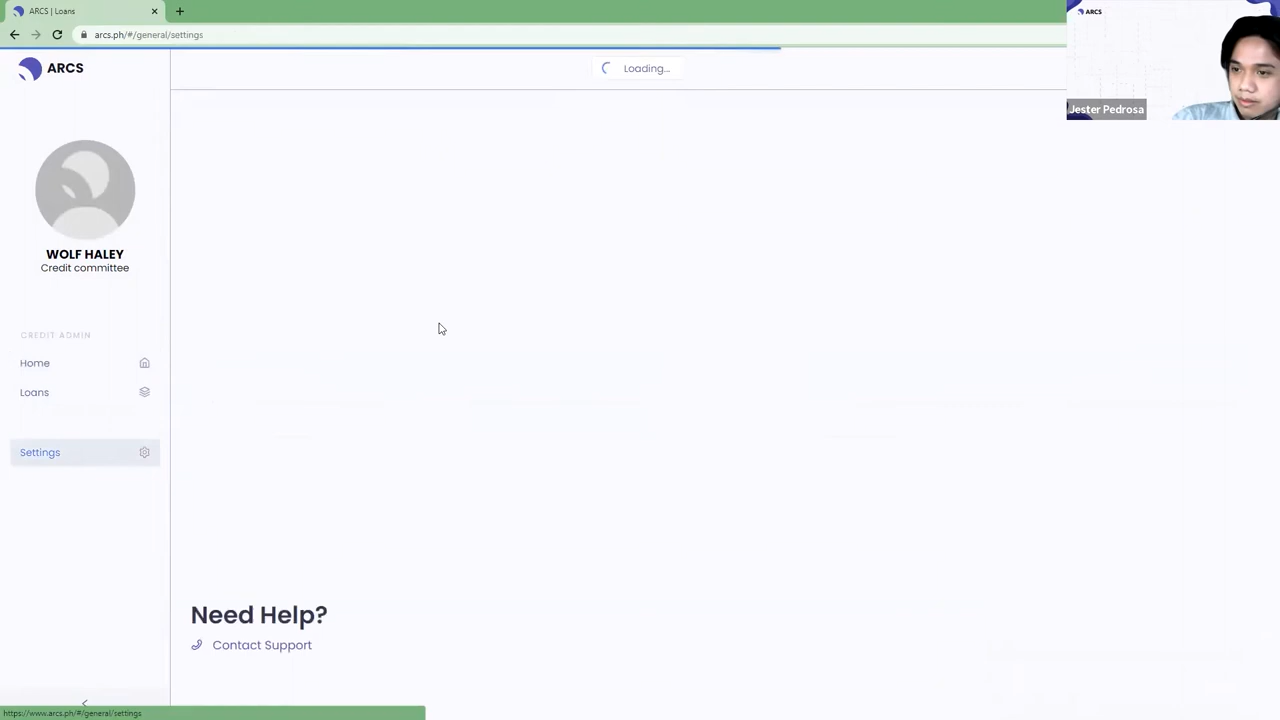 ARCS | Loans
arcs.ph/#/general/settings
ARCS
Loading...
ARCS
Jester Pedrosa
WOLF HALEY
Credit committee
CREDIT ADMIN
Home
Loans
Settings
Need Help?
Contact Support
https://www.arcs.ph/#/general/settings